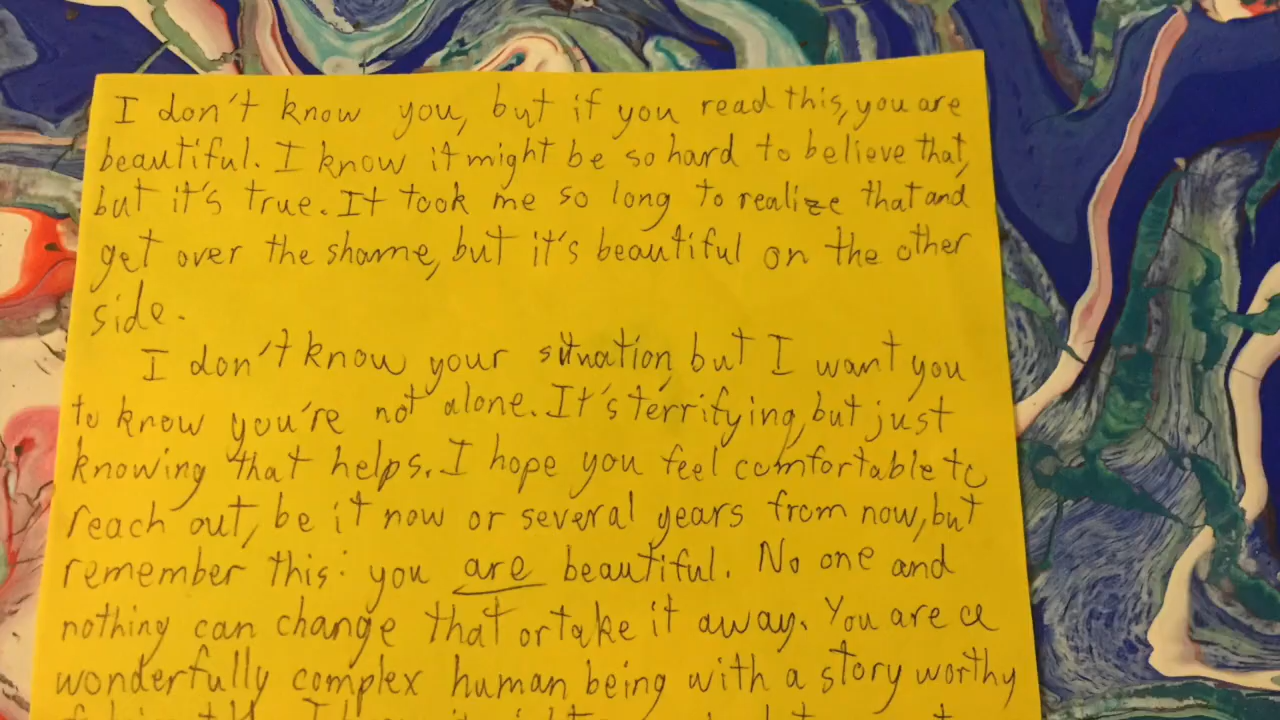 I don't know you, but if you read this, you are
beautiful. I know it might be so hard to believe that,
but it's true. It took me so long to realize that and
get over the shame, but it's beautiful on the other
side.
I don't know your situation, but I want you
to know you're not alone. It's terrifying, but just
knowing that helps. I hope you feel comfortable to
reach out, be it now or several years from now, but
remember this: you are beautiful. No one and
nothing can change that or take it away. You are a
wonderfully complex human being with a story worthy